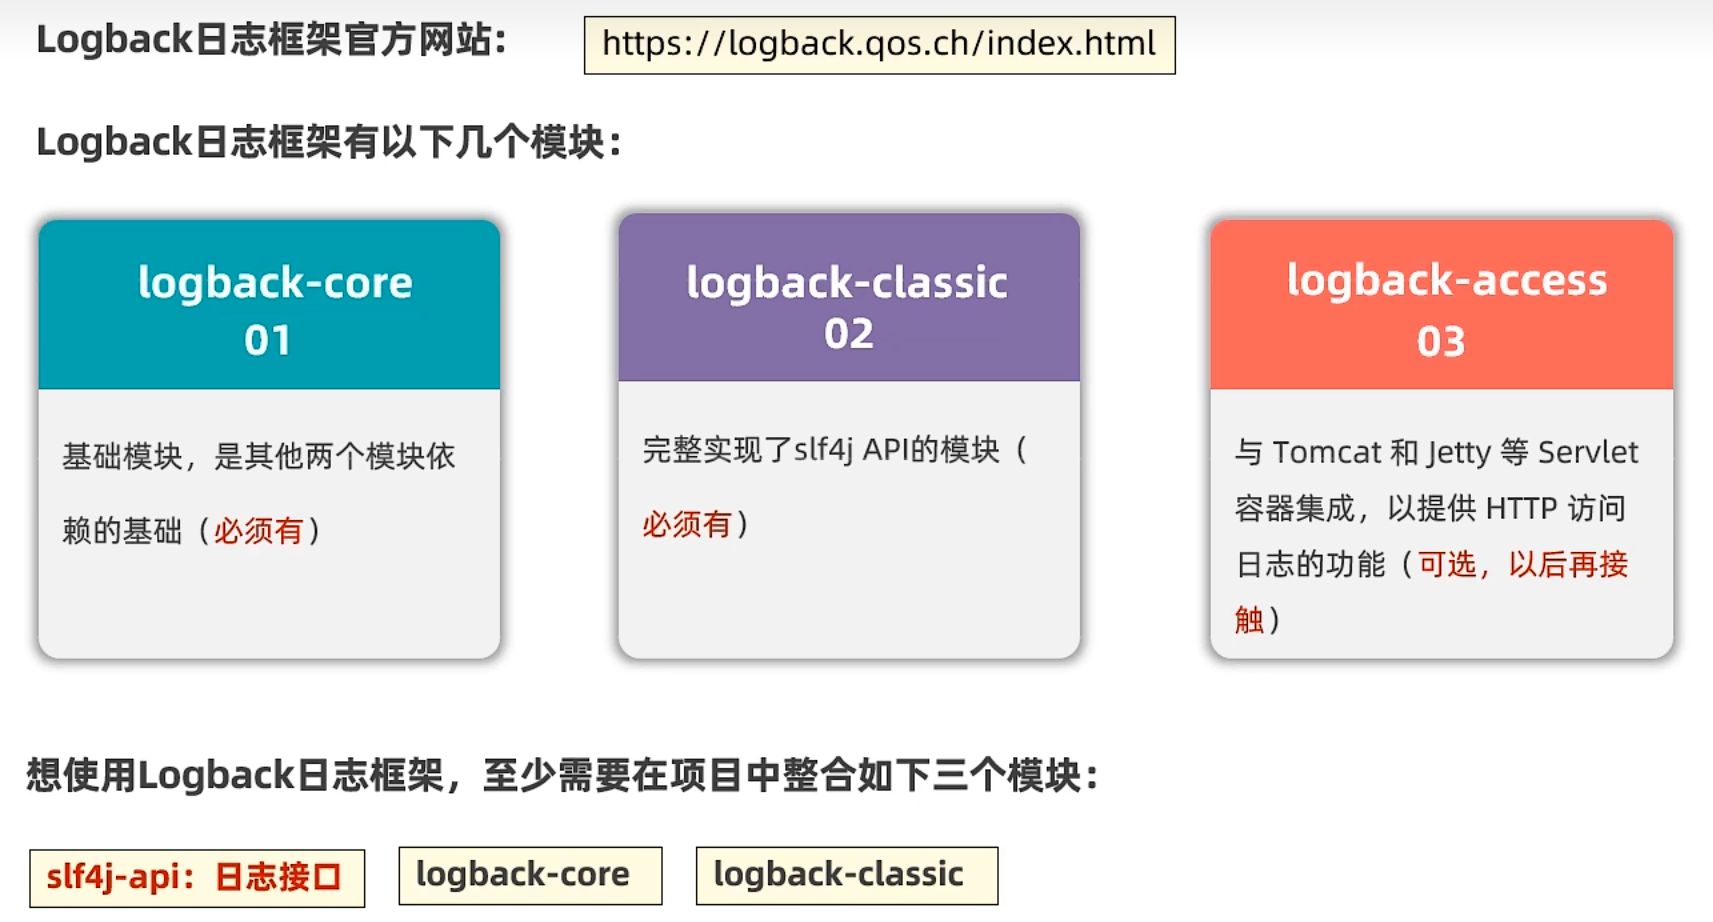 Logback日志框架官方网站：
https://logback.qos.ch/index.html
Logback日志框架有以下几个模块：
logback-core
01
基础模块，是其他两个模块依
赖的基础（必须有）
logback-classic
02
完整实现了slf4j API的模块（
必须有）
logback-access
03
与 Tomcat 和 Jetty 等 Servlet
容器集成，以提供 HTTP 访问
日志的功能（可选，以后再接
触）
想使用Logback日志框架，至少需要在项目中整合如下三个模块：
slf4j-api：日志接口
logback-core
logback-classic